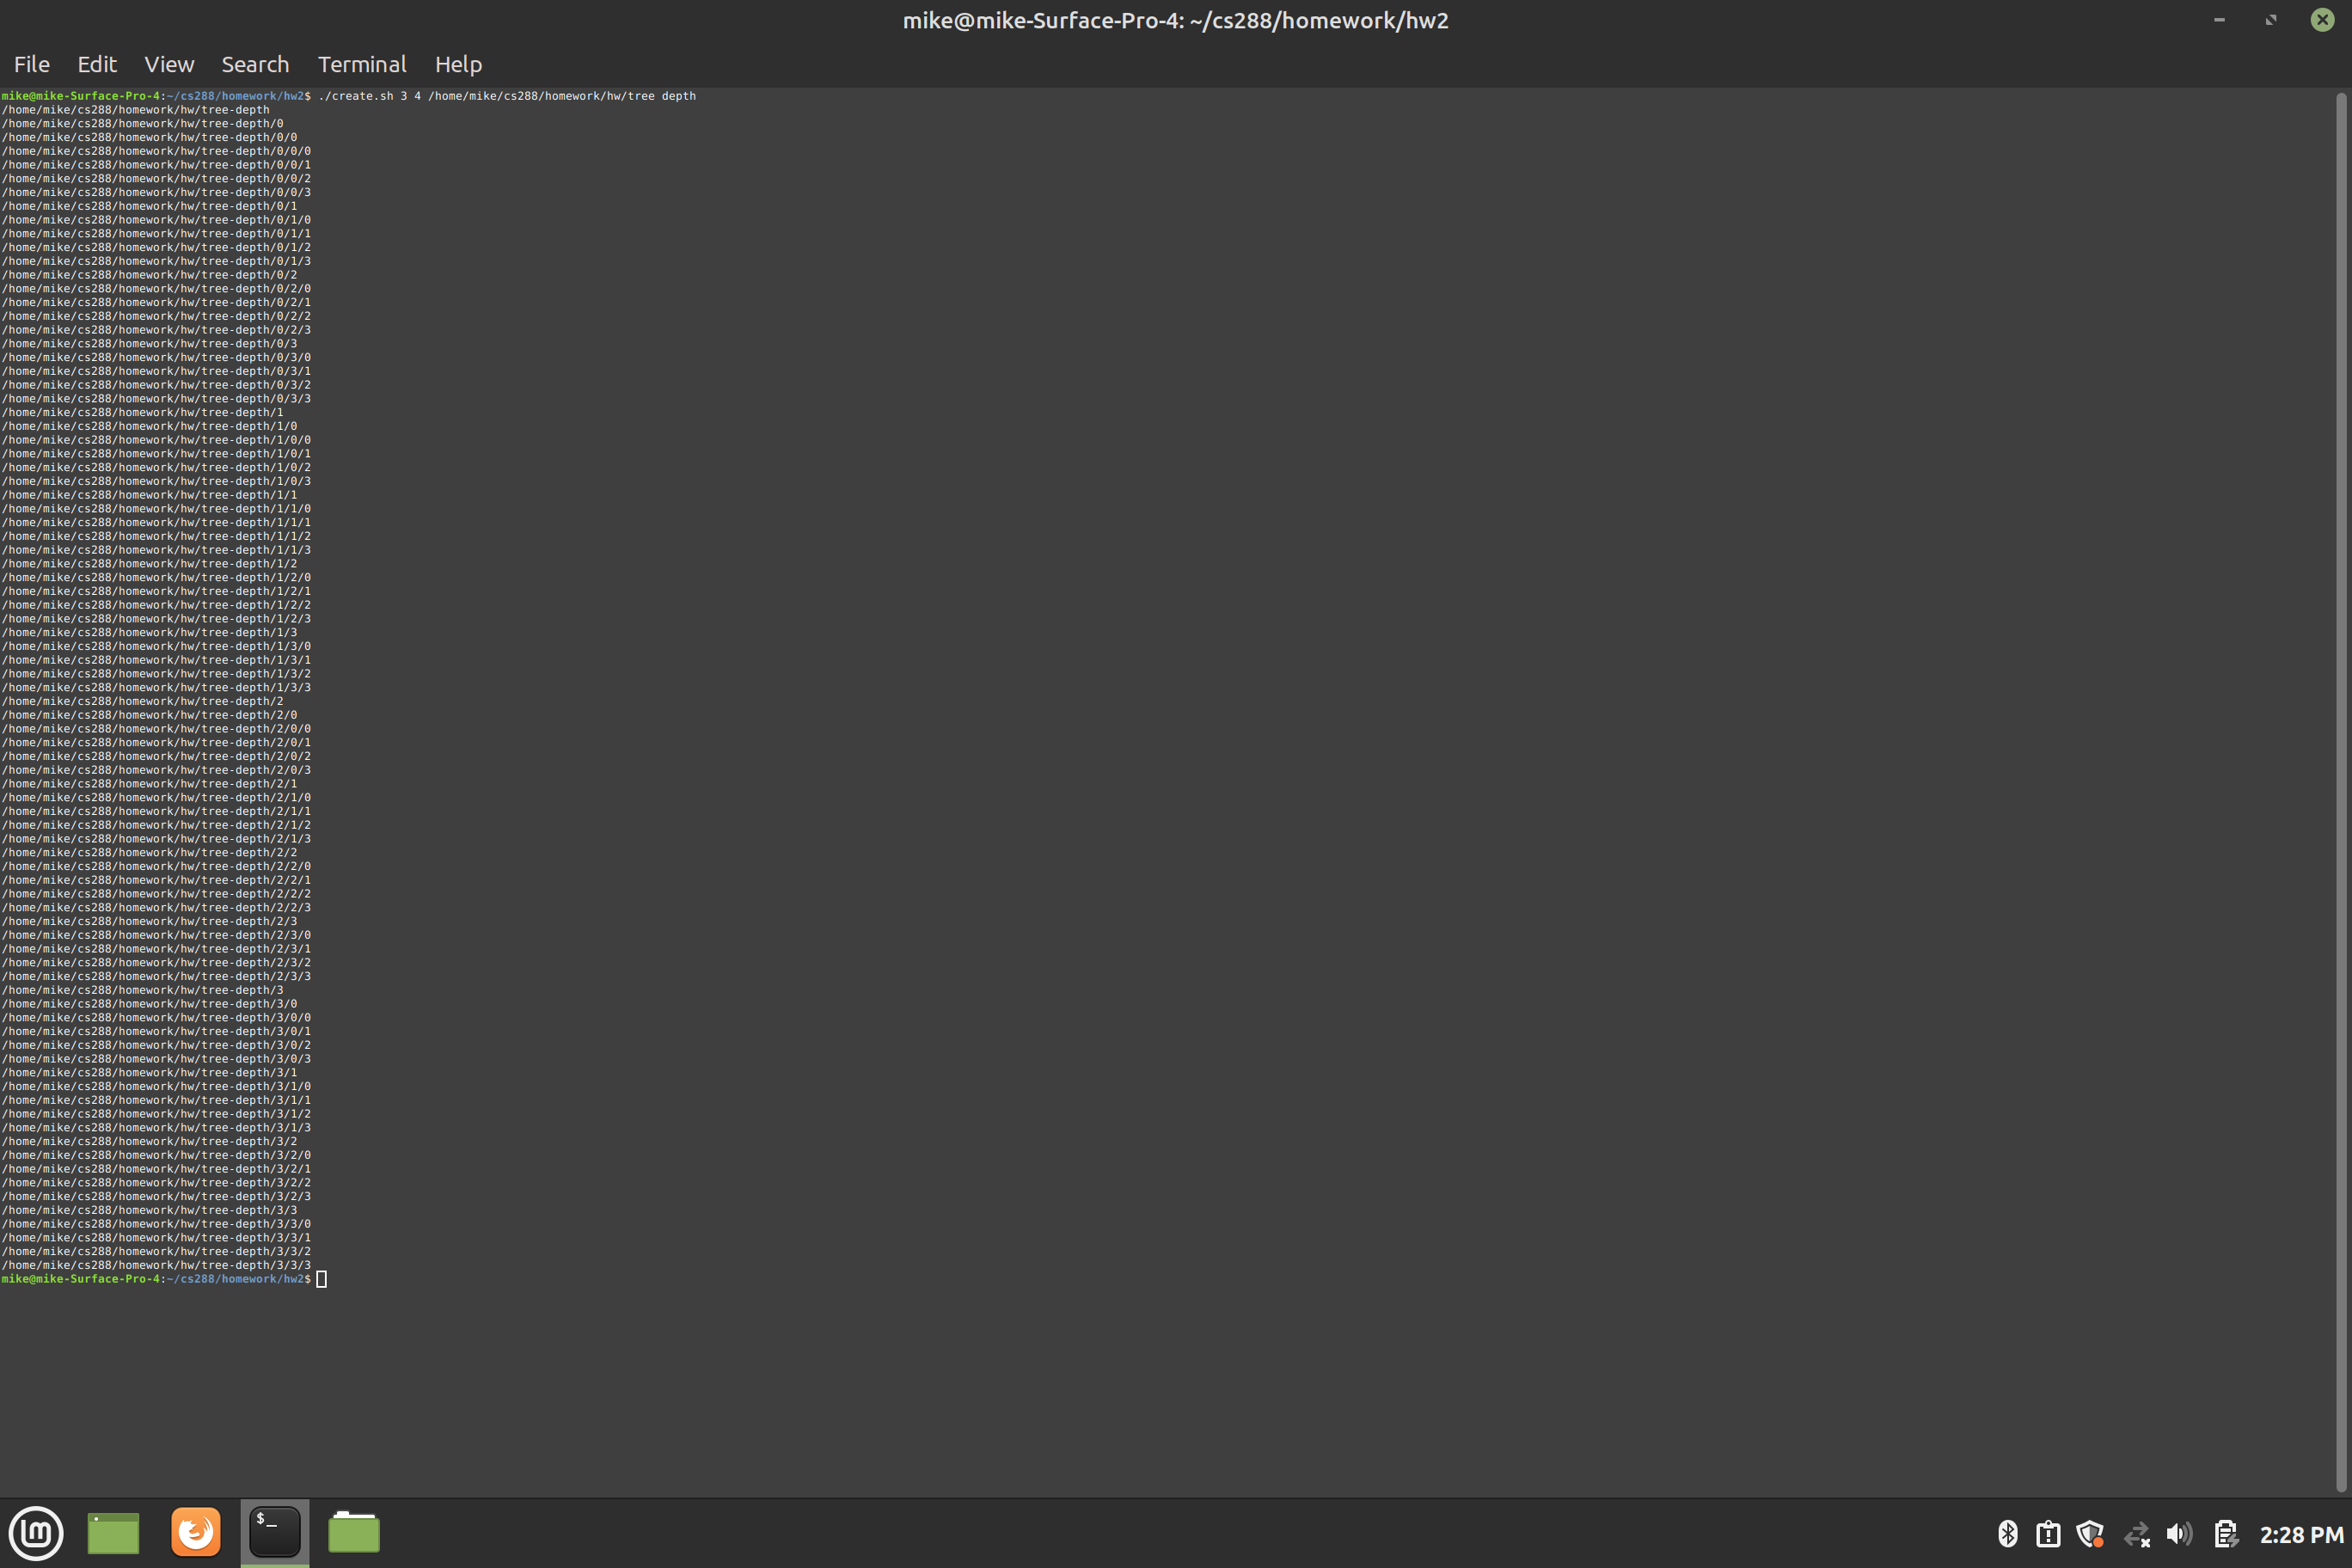 mike@mike-Surface-Pro-4: ~/cs288/homework/hw2
File Edit View Search Terminal Help
mike@mike-Surface-Pro-4:~/cs288/homework/hw2$ ./create.sh 3 4 /home/mike/cs288/homework/hw/tree depth
/home/mike/cs288/homework/hw/tree-depth
/home/mike/cs288/homework/hw/tree-depth/0
/home/mike/cs288/homework/hw/tree-depth/0/0
/home/mike/cs288/homework/hw/tree-depth/0/0/0
/home/mike/cs288/homework/hw/tree-depth/0/0/1
/home/mike/cs288/homework/hw/tree-depth/0/0/2
/home/mike/cs288/homework/hw/tree-depth/0/0/3
/home/mike/cs288/homework/hw/tree-depth/0/1
/home/mike/cs288/homework/hw/tree-depth/0/1/0
/home/mike/cs288/homework/hw/tree-depth/0/1/1
/home/mike/cs288/homework/hw/tree-depth/0/1/2
/home/mike/cs288/homework/hw/tree-depth/0/1/3
/home/mike/cs288/homework/hw/tree-depth/0/2
/home/mike/cs288/homework/hw/tree-depth/0/2/0
/home/mike/cs288/homework/hw/tree-depth/0/2/1
/home/mike/cs288/homework/hw/tree-depth/0/2/2
/home/mike/cs288/homework/hw/tree-depth/0/2/3
/home/mike/cs288/homework/hw/tree-depth/0/3
/home/mike/cs288/homework/hw/tree-depth/0/3/0
/home/mike/cs288/homework/hw/tree-depth/0/3/1
/home/mike/cs288/homework/hw/tree-depth/0/3/2
/home/mike/cs288/homework/hw/tree-depth/0/3/3
/home/mike/cs288/homework/hw/tree-depth/1
/home/mike/cs288/homework/hw/tree-depth/1/0
/home/mike/cs288/homework/hw/tree-depth/1/0/0
/home/mike/cs288/homework/hw/tree-depth/1/0/1
/home/mike/cs288/homework/hw/tree-depth/1/0/2
/home/mike/cs288/homework/hw/tree-depth/1/0/3
/home/mike/cs288/homework/hw/tree-depth/1/1
/home/mike/cs288/homework/hw/tree-depth/1/1/0
/home/mike/cs288/homework/hw/tree-depth/1/1/1
/home/mike/cs288/homework/hw/tree-depth/1/1/2
/home/mike/cs288/homework/hw/tree-depth/1/1/3
/home/mike/cs288/homework/hw/tree-depth/1/2
/home/mike/cs288/homework/hw/tree-depth/1/2/0
/home/mike/cs288/homework/hw/tree-depth/1/2/1
/home/mike/cs288/homework/hw/tree-depth/1/2/2
/home/mike/cs288/homework/hw/tree-depth/1/2/3
/home/mike/cs288/homework/hw/tree-depth/1/3
/home/mike/cs288/homework/hw/tree-depth/1/3/0
/home/mike/cs288/homework/hw/tree-depth/1/3/1
/home/mike/cs288/homework/hw/tree-depth/1/3/2
/home/mike/cs288/homework/hw/tree-depth/1/3/3
/home/mike/cs288/homework/hw/tree-depth/2
/home/mike/cs288/homework/hw/tree-depth/2/0
/home/mike/cs288/homework/hw/tree-depth/2/0/0
/home/mike/cs288/homework/hw/tree-depth/2/0/1
/home/mike/cs288/homework/hw/tree-depth/2/0/2
/home/mike/cs288/homework/hw/tree-depth/2/0/3
/home/mike/cs288/homework/hw/tree-depth/2/1
/home/mike/cs288/homework/hw/tree-depth/2/1/0
/home/mike/cs288/homework/hw/tree-depth/2/1/1
/home/mike/cs288/homework/hw/tree-depth/2/1/2
/home/mike/cs288/homework/hw/tree-depth/2/1/3
/home/mike/cs288/homework/hw/tree-depth/2/2
/home/mike/cs288/homework/hw/tree-depth/2/2/0
/home/mike/cs288/homework/hw/tree-depth/2/2/1
/home/mike/cs288/homework/hw/tree-depth/2/2/2
/home/mike/cs288/homework/hw/tree-depth/2/2/3
/home/mike/cs288/homework/hw/tree-depth/2/3
/home/mike/cs288/homework/hw/tree-depth/2/3/0
/home/mike/cs288/homework/hw/tree-depth/2/3/1
/home/mike/cs288/homework/hw/tree-depth/2/3/2
/home/mike/cs288/homework/hw/tree-depth/2/3/3
/home/mike/cs288/homework/hw/tree-depth/3
/home/mike/cs288/homework/hw/tree-depth/3/0
/home/mike/cs288/homework/hw/tree-depth/3/0/0
/home/mike/cs288/homework/hw/tree-depth/3/0/1
/home/mike/cs288/homework/hw/tree-depth/3/0/2
/home/mike/cs288/homework/hw/tree-depth/3/0/3
/home/mike/cs288/homework/hw/tree-depth/3/1
/home/mike/cs288/homework/hw/tree-depth/3/1/0
/home/mike/cs288/homework/hw/tree-depth/3/1/1
/home/mike/cs288/homework/hw/tree-depth/3/1/2
/home/mike/cs288/homework/hw/tree-depth/3/1/3
/home/mike/cs288/homework/hw/tree-depth/3/2
/home/mike/cs288/homework/hw/tree-depth/3/2/0
/home/mike/cs288/homework/hw/tree-depth/3/2/1
/home/mike/cs288/homework/hw/tree-depth/3/2/2
/home/mike/cs288/homework/hw/tree-depth/3/2/3
/home/mike/cs288/homework/hw/tree-depth/3/3
/home/mike/cs288/homework/hw/tree-depth/3/3/0
/home/mike/cs288/homework/hw/tree-depth/3/3/1
/home/mike/cs288/homework/hw/tree-depth/3/3/2
/home/mike/cs288/homework/hw/tree-depth/3/3/3
mike@mike-Surface-Pro-4:~/cs288/homework/hw2$
2:28 PM